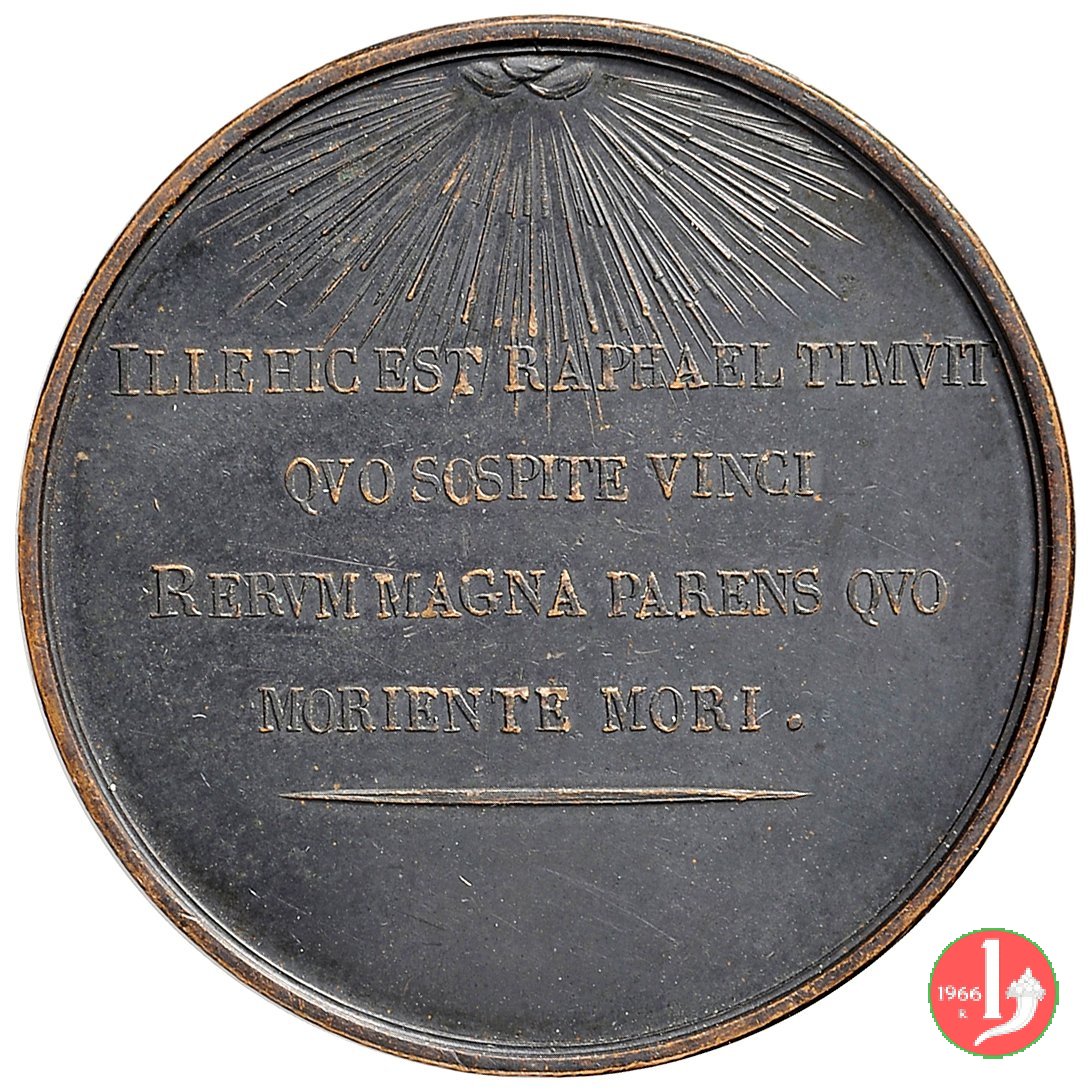 ILLE HIC EST RAPHAEL TIMVIT
QVO SOSPITE VINCI
RERVM MAGNA PARENS QVO
MORIENTE MORI.
1966
R